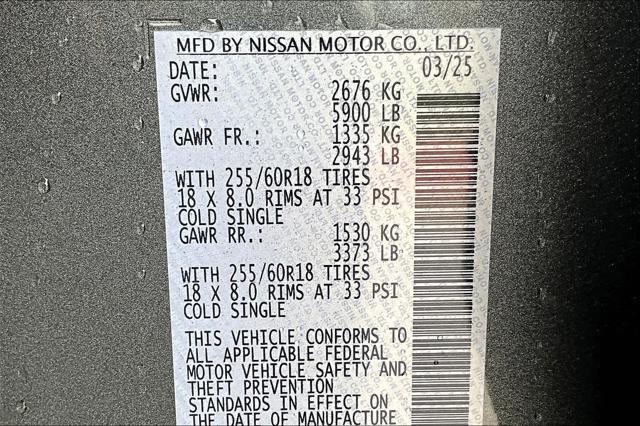 MFD BY NISSAN MOTOR CO., LTD.
DATE: 03/25
GVWR: 2676 KG
5900 LB
GAWR FR.: 1335 KG
2943 LB
WITH 255/60R18 TIRES
18 X 8.0 RIMS AT 33 PSI
COLD SINGLE
GAWR RR.: 1530 KG
3373 LB
WITH 255/60R18 TIRES
18 X 8.0 RIMS AT 33 PSI
COLD SINGLE
THIS VEHICLE CONFORMS TO
ALL APPLICABLE FEDERAL
MOTOR VEHICLE SAFETY AND
THEFT PREVENTION
STANDARDS IN EFFECT ON
THE DATE OF MANUFACTURE